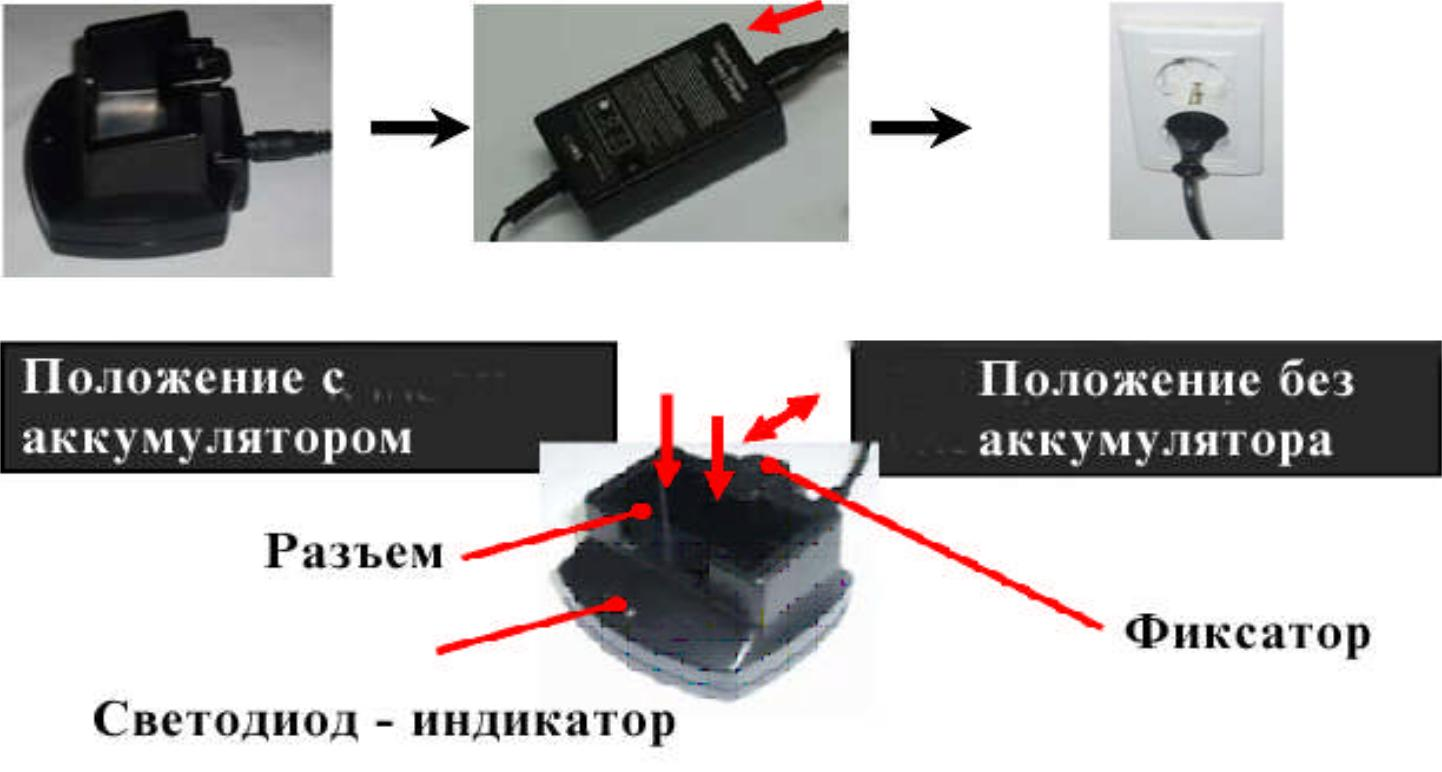 Положение с
аккумулятором
Положение без
аккумулятора
Разъем
Фиксатор
Светодиод - индикатор